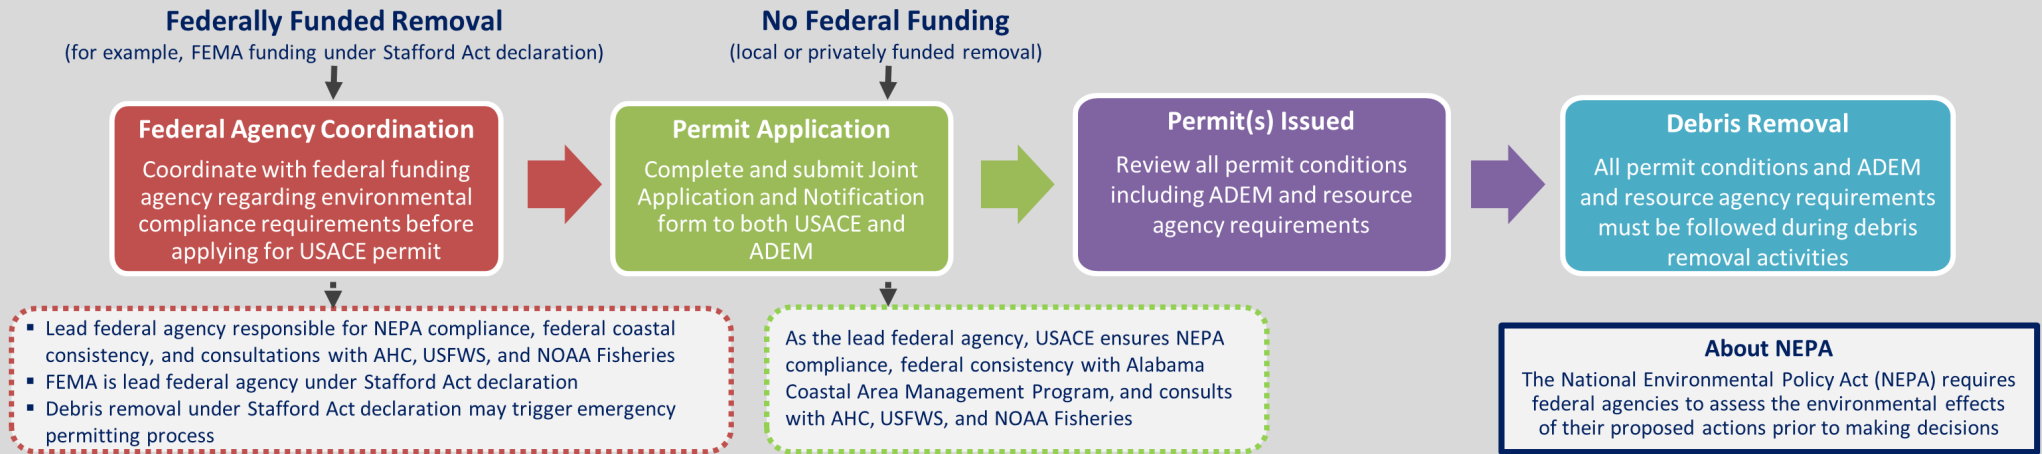 Federally Funded Removal
(for example, FEMA funding under Stafford Act declaration)
No Federal Funding
(local or privately funded removal)
Federal Agency Coordination
Coordinate with federal funding
agency regarding environmental
compliance requirements before
applying for USACE permit
Permit Application
Complete and submit Joint
Application and Notification
form to both USACE and
ADEM
Permit(s) Issued
Review all permit conditions
including ADEM and resource
agency requirements
Debris Removal
All permit conditions and ADEM
and resource agency requirements
must be followed during debris
removal activities
▪ Lead federal agency responsible for NEPA compliance, federal coastal
consistency, and consultations with AHC, USFWS, and NOAA Fisheries
▪ FEMA is lead federal agency under Stafford Act declaration
▪ Debris removal under Stafford Act declaration may trigger emergency
permitting process
As the lead federal agency, USACE ensures NEPA
compliance, federal consistency with Alabama
Coastal Area Management Program, and consults
with AHC, USFWS, and NOAA Fisheries
About NEPA
The National Environmental Policy Act (NEPA) requires
federal agencies to assess the environmental effects
of their proposed actions prior to making decisions